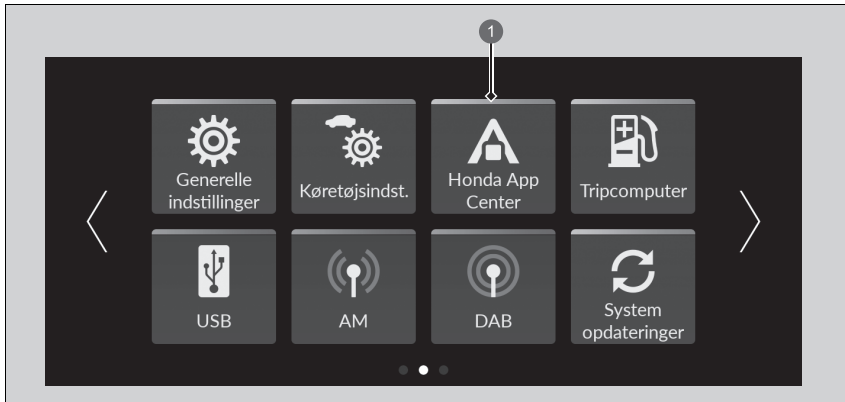 1
Generelle
indstillinger
Køretøjsindst.
Honda App
Center
Tripcomputer
USB
AM
DAB
System
opdateringer